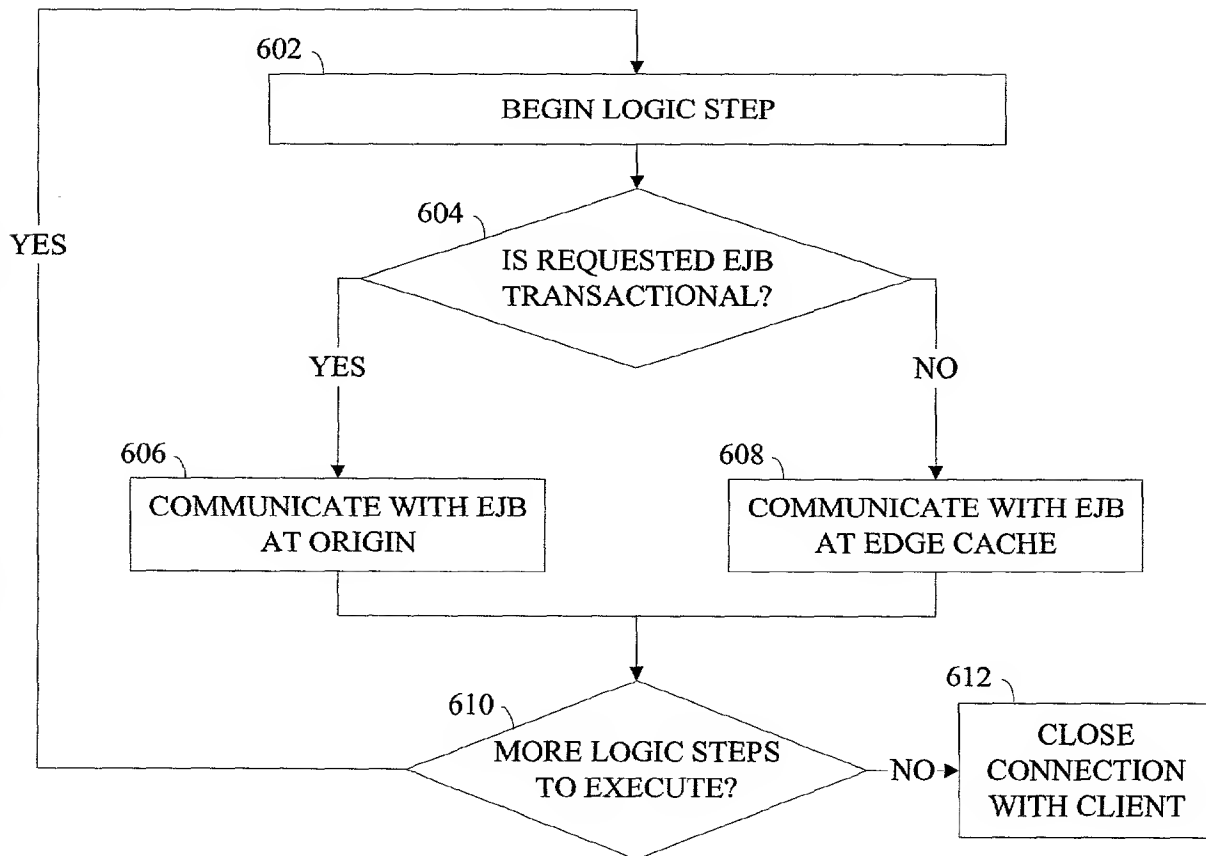 602
BEGIN LOGIC STEP
604
IS REQUESTED EJB
TRANSACTIONAL?
YES
YES
NO
606
COMMUNICATE WITH EJB
AT ORIGIN
608
COMMUNICATE WITH EJB
AT EDGE CACHE
610
MORE LOGIC STEPS
TO EXECUTE?
NO
612
CLOSE
CONNECTION
WITH CLIENT